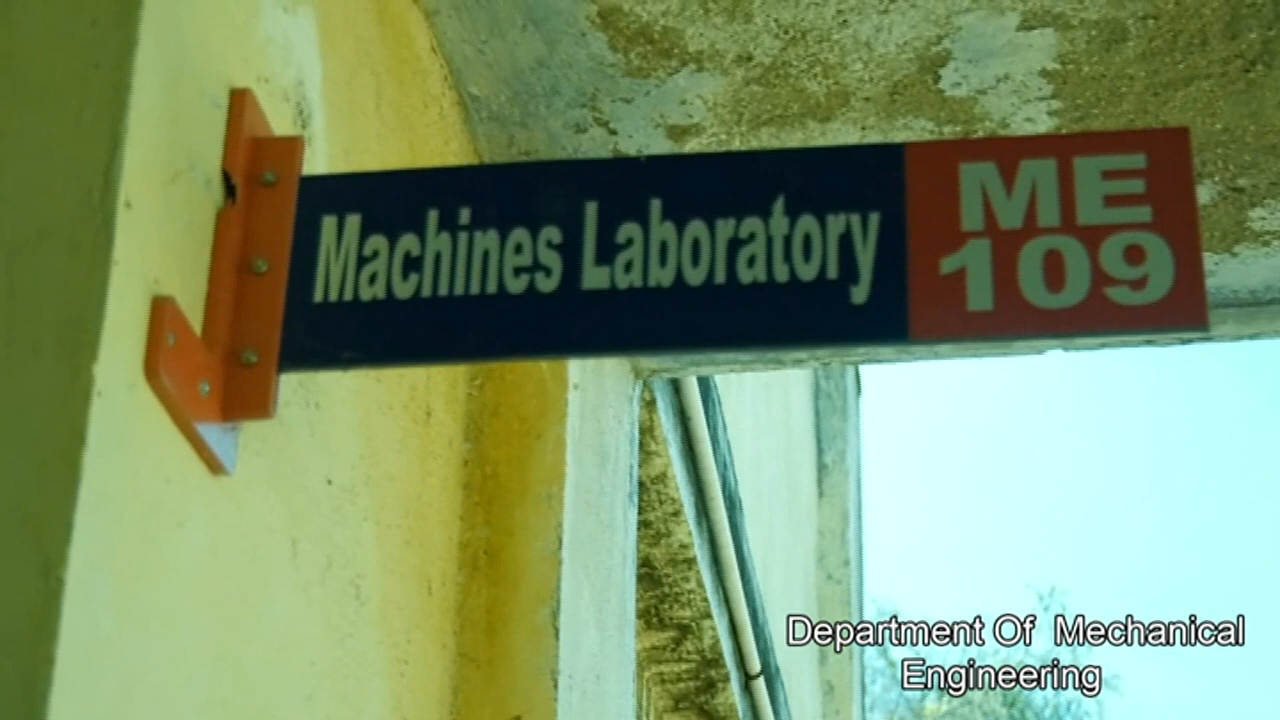 Machines Laboratory
ME
109
Department Of Mechanical
Engineering